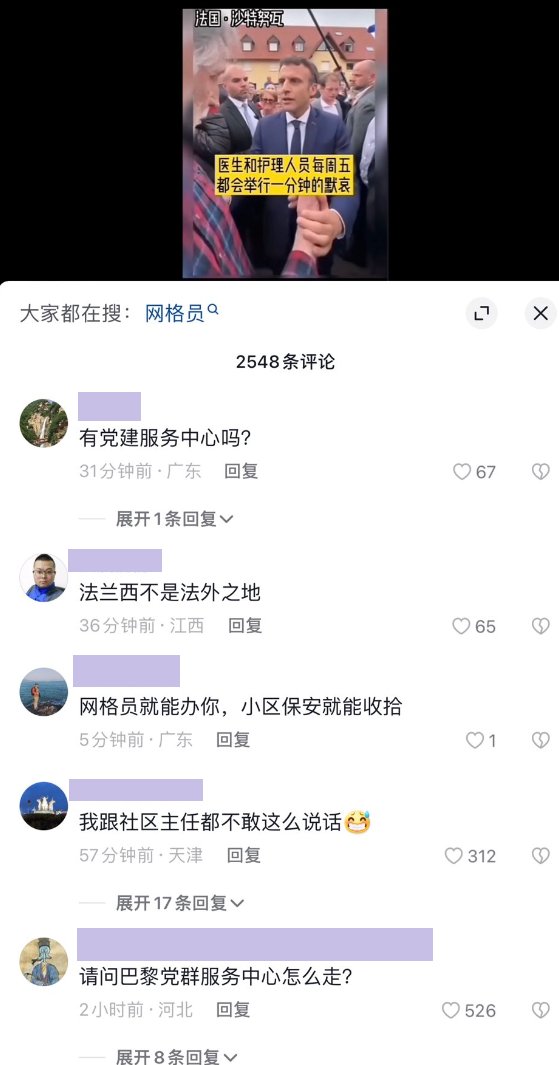 法国·沙特努瓦
医生和护理人员每周五
都会举行一分钟的默哀
大家都在搜：网格员
2548条评论
有党建服务中心吗？
31分钟前·广东 回复
67
展开1条回复
法兰西不是法外之地
36分钟前·江西 回复
65
网格员就能办你，小区保安就能收拾
5分钟前·广东 回复
1
我跟社区主任都不敢这么说话😅
57分钟前·天津 回复
312
展开17条回复
请问巴黎党群服务中心怎么走？
2小时前·河北 回复
526
展开8条回复